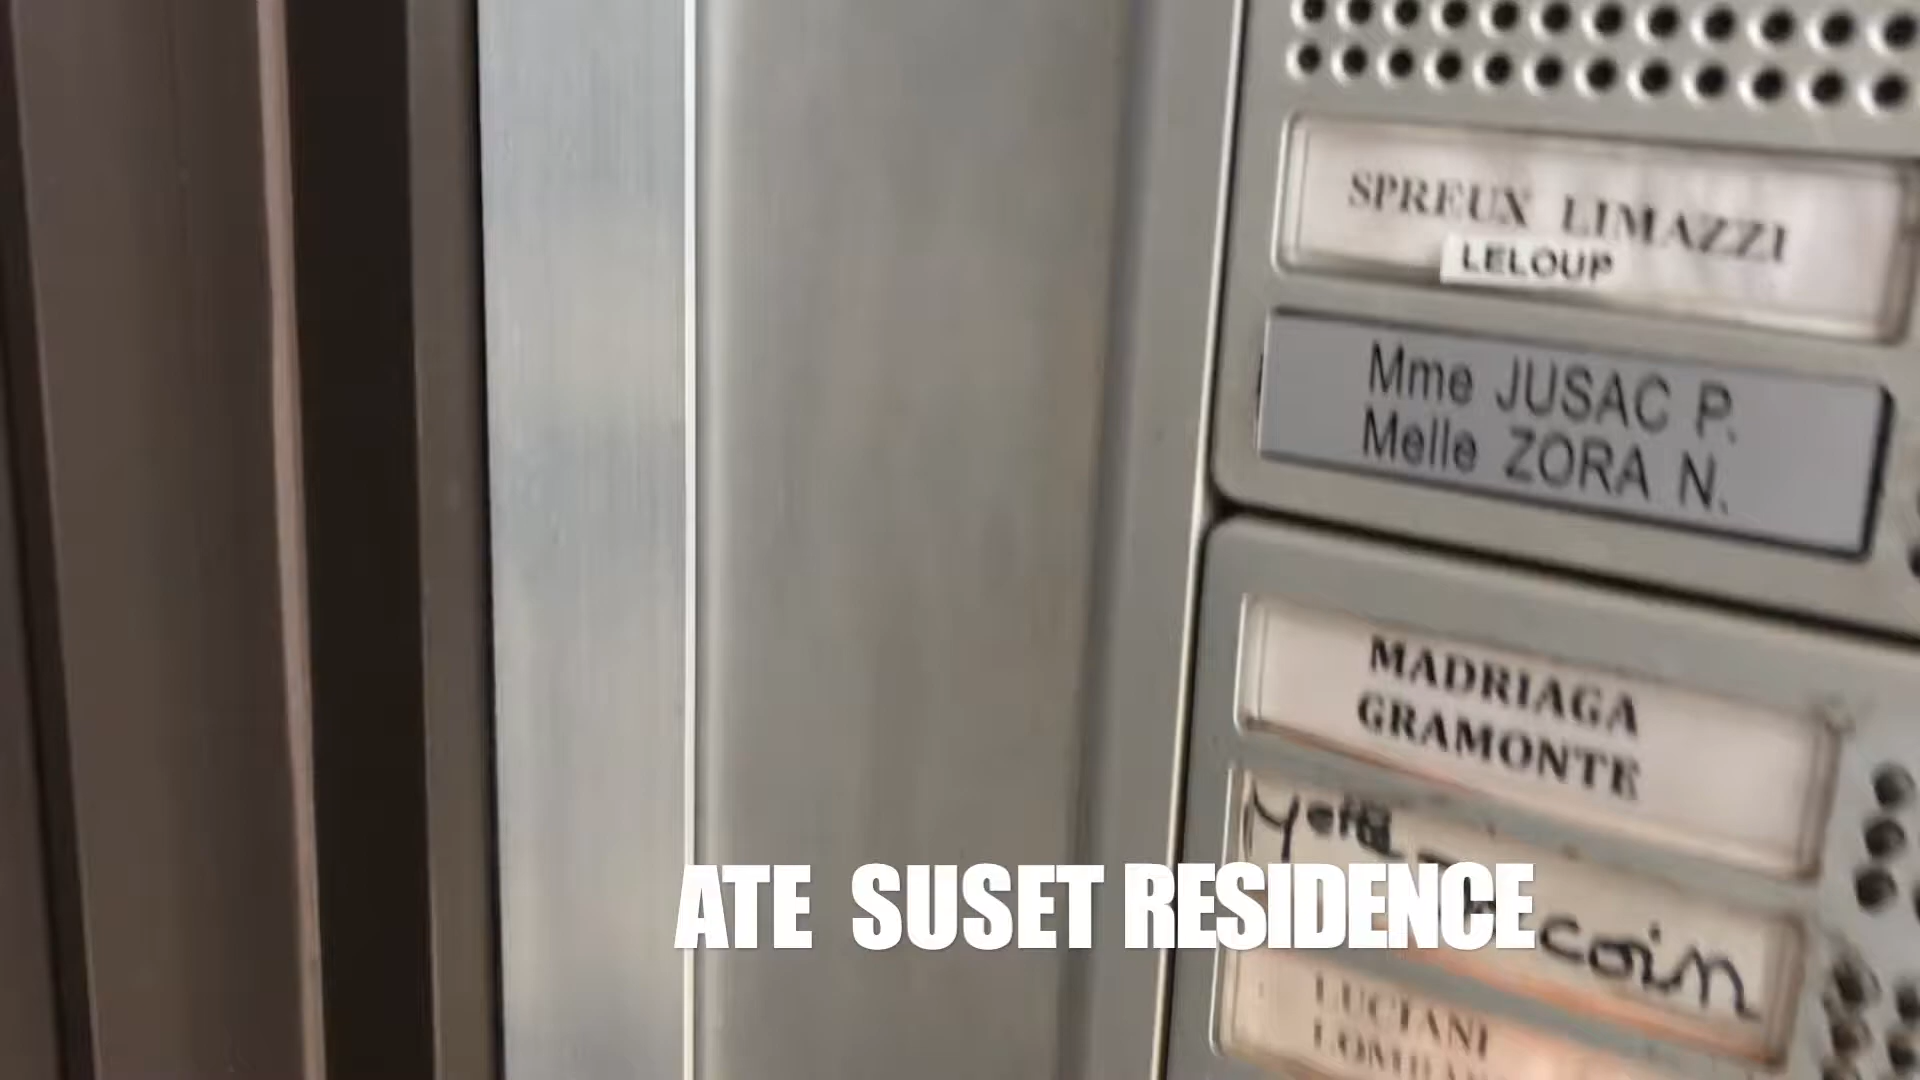 SPREUX LIMAZZI
LELOUP
Mme JUSAC P.
Melle ZORA N.
MADRIAGA
GRAMONTE
coin
LUCIANI
ATE SUSET RESIDENCE